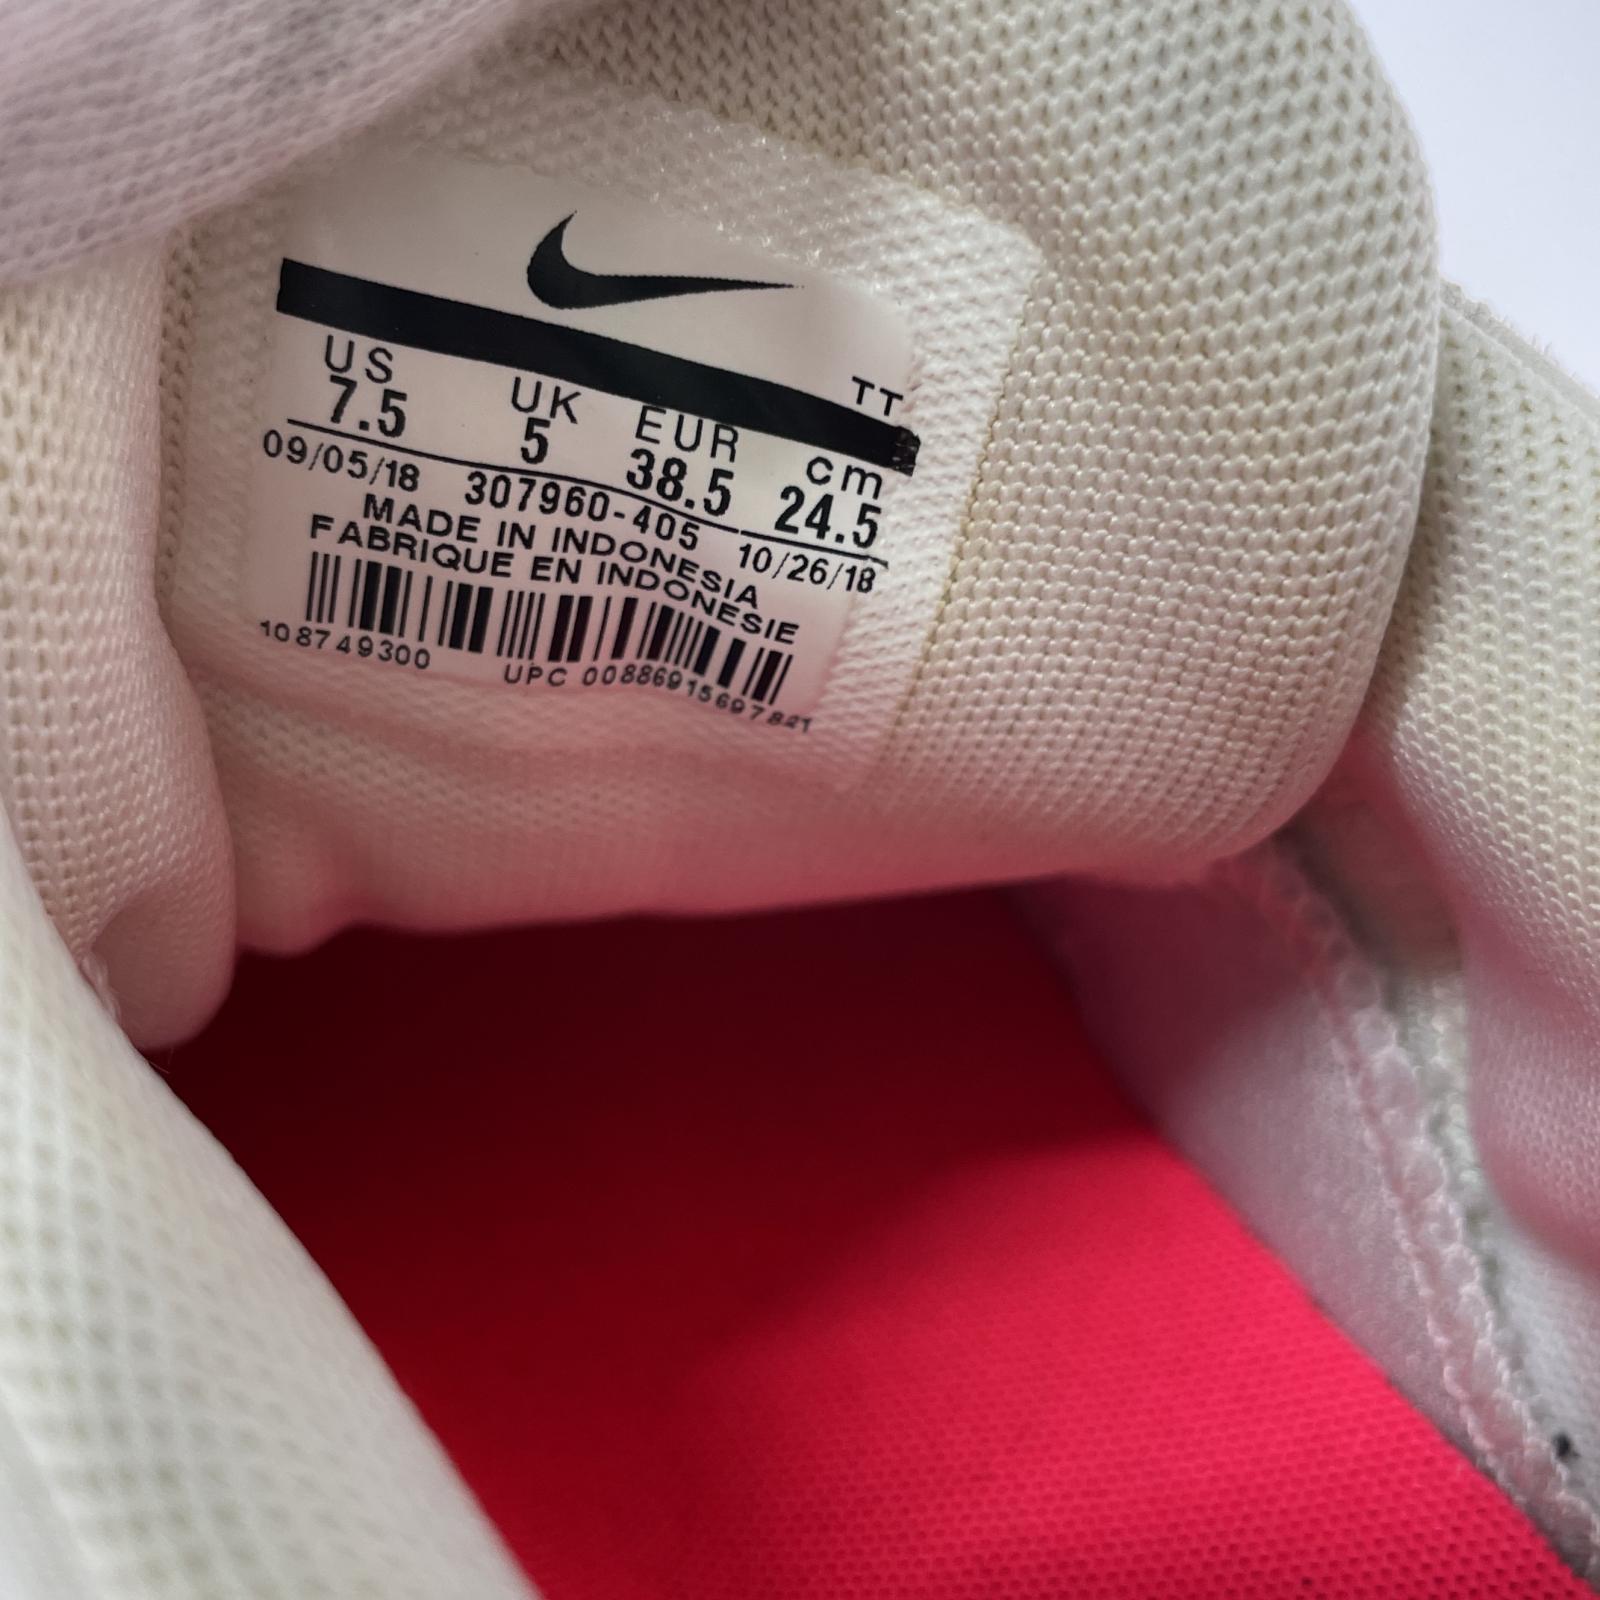 TT
US UK EUR cm
7.5 5 38.5 24.5
09/05/18 307960-405 10/26/18
MADE IN INDONESIA
FABRIQUE EN INDONESIE
108749300 UPC 00886915697821